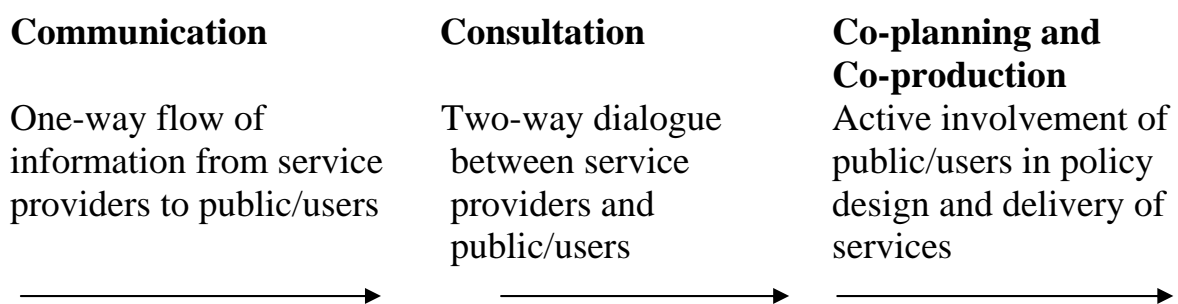 Communication
One-way flow of
information from service
providers to public/users
Consultation
Two-way dialogue
between service
providers and
public/users
Co-planning and
Co-production
Active involvement of
public/users in policy
design and delivery of
services